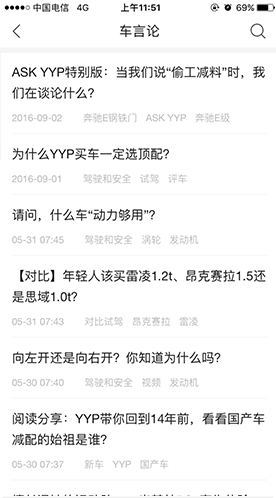 中国电信 4G 上午11:51 69%
车言论
ASK YYP特别版：当我们说“偷工减料”时，我
们在谈论什么？
2016-09-02 奔驰E钢铁门 ASK YYP 奔驰E级
为什么YYP买车一定选顶配？
2016-09-01 驾驶和安全 试驾 评车
请问，什么车“动力够用”？
05-31 07:45 驾驶和安全 涡轮 发动机
【对比】年轻人该买雷凌1.2t、昂克赛拉1.5还
是思域1.0t？
05-31 07:43 对比试驾 昂克赛拉 雷凌
向左开还是向右开？你知道为什么吗？
05-30 07:40 驾驶和安全 视频 发动机
阅读分享：YYP带你回到14年前，看看国产车
减配的始祖是谁？
05-30 07:37 新车 YYP 国产车